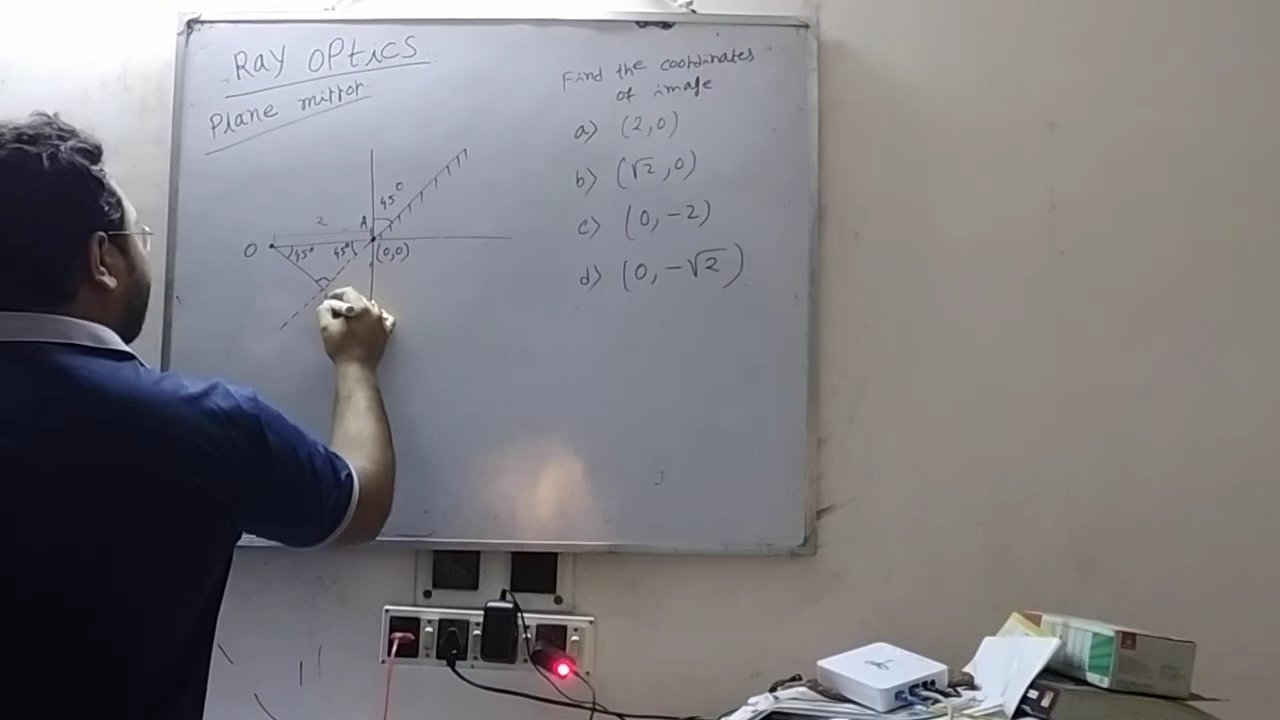 Ray Optics
Plane mirror
Find the coordinates
of image
a) (2,0)
b) (√2,0)
c) (0,-2)
d) (0,-√2)
45°
2
A
O
45°
45°
(0,0)